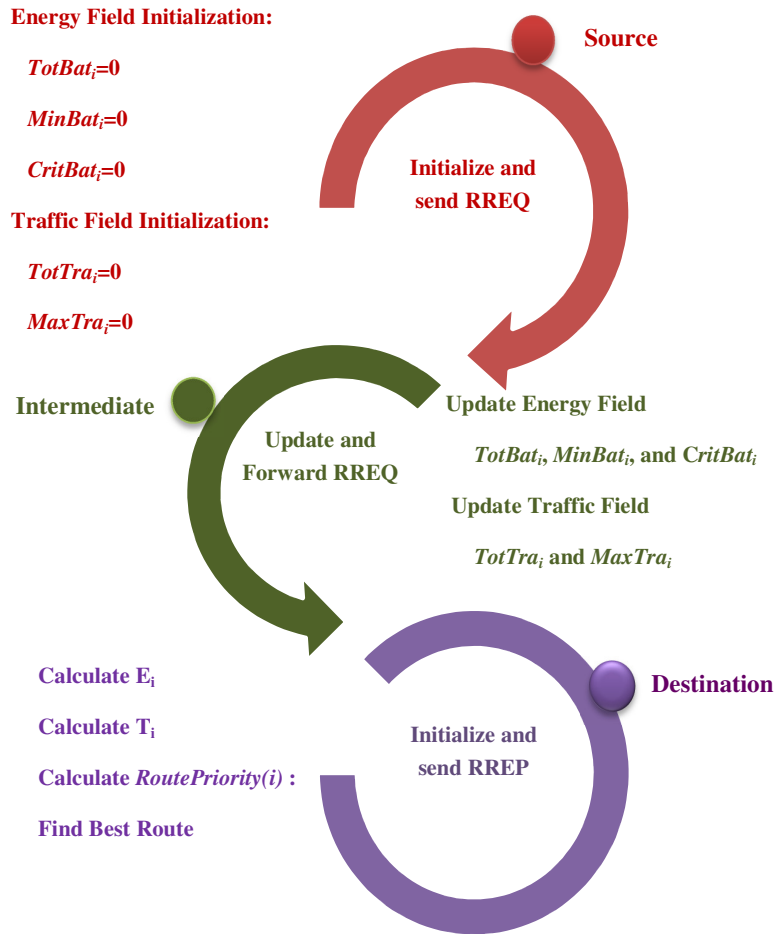 Energy Field Initialization:
TotBatᵢ=0
MinBatᵢ=0
CritBatᵢ=0
Traffic Field Initialization:
TotTraᵢ=0
MaxTraᵢ=0
Source
Initialize and
send RREQ
Intermediate
Update and
Forward RREQ
Update Energy Field
TotBatᵢ, MinBatᵢ, and CritBatᵢ
Update Traffic Field
TotTraᵢ and MaxTraᵢ
Calculate Eᵢ
Calculate Tᵢ
Calculate RoutePriority(i) :
Find Best Route
Initialize and
send RREP
Destination